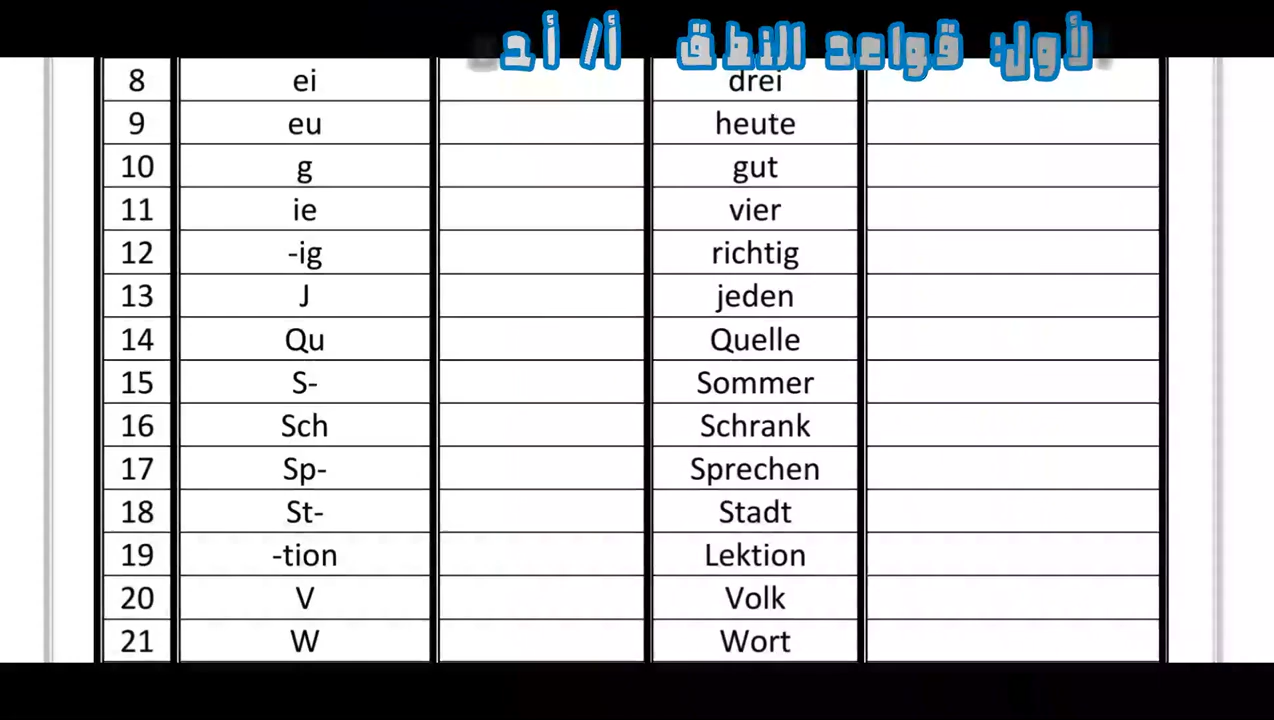 أول: قواعد النطق أ/ أحـ
8 ei drei
9 eu heute
10 g gut
11 ie vier
12 -ig richtig
13 J jeden
14 Qu Quelle
15 S- Sommer
16 Sch Schrank
17 Sp- Sprechen
18 St- Stadt
19 -tion Lektion
20 V Volk
21 W Wort